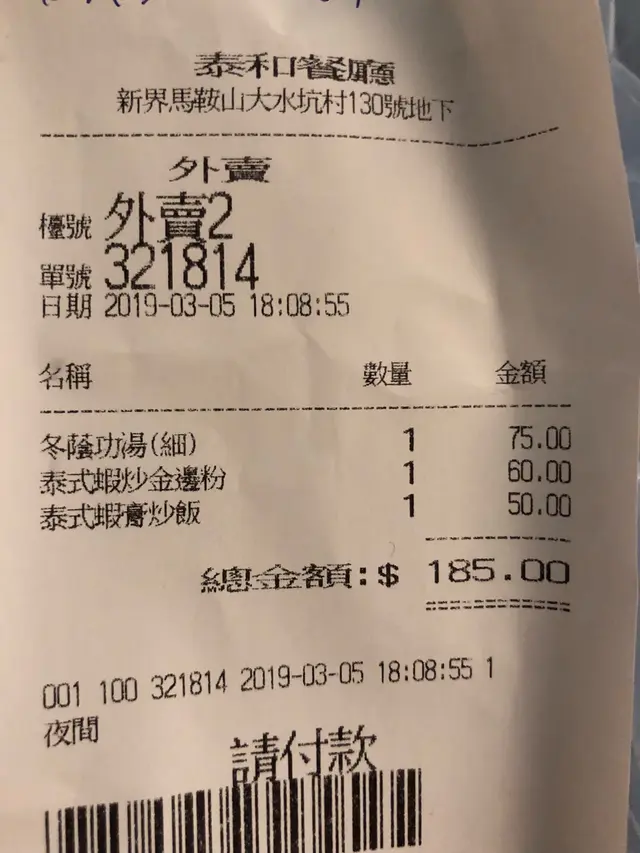 泰和餐廳
新界馬鞍山大水坑村130號地下
外賣
檯號 外賣2
單號 321814
日期 2019-03-05 18:08:55
名稱 數量 金額
冬蔭功湯(細) 1 75.00
泰式蝦炒金邊粉 1 60.00
泰式蝦膏炒飯 1 50.00
總金額:$ 185.00
001 100 321814 2019-03-05 18:08:55 1
夜間
請付款